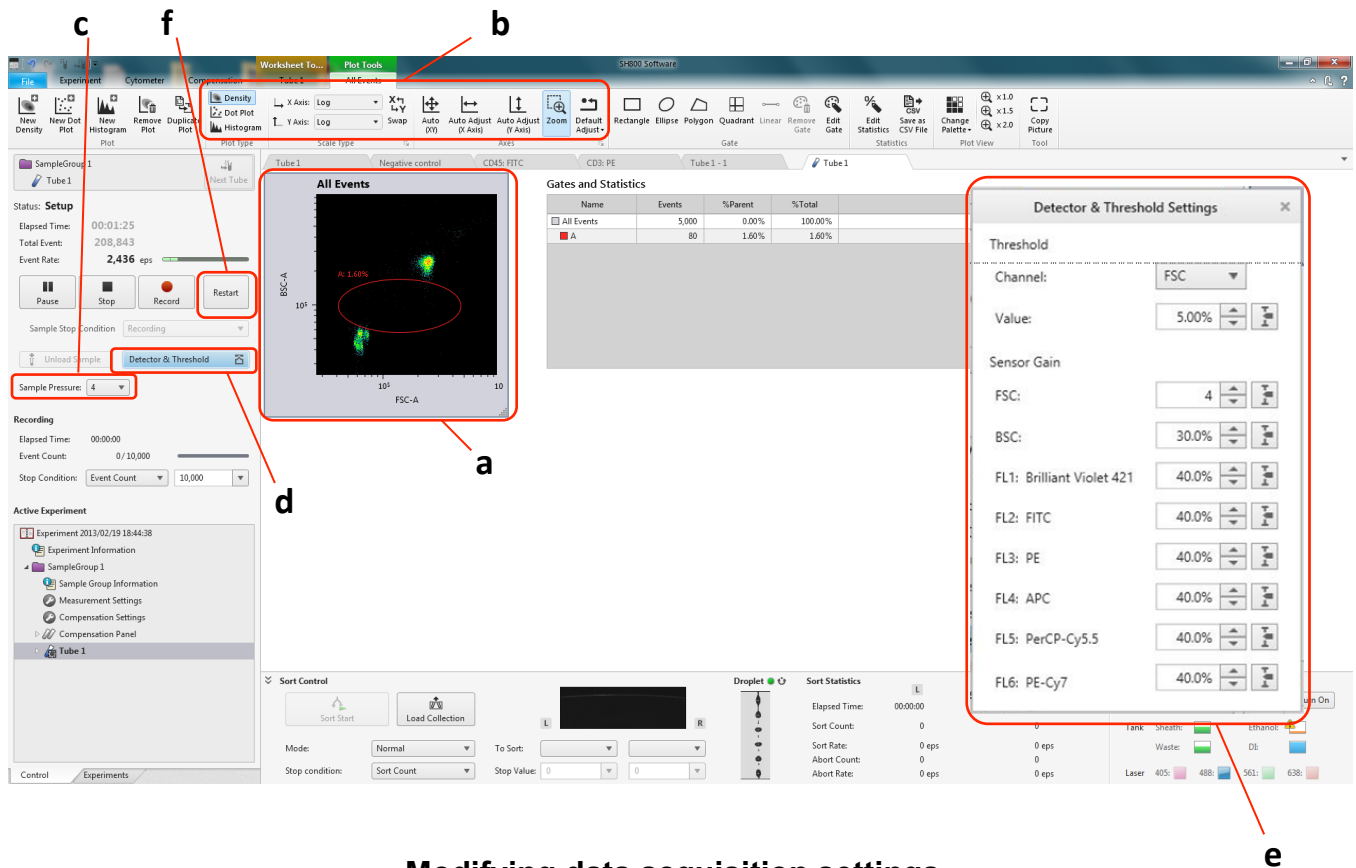 c
f
b
SH800 Software
Worksheet To...
Plot Tools
File
Experiment
Cytometer
Compensation
Tube 1
All Events
New Density
New Dot Plot
New Histogram
Remove Plot
Duplicate Plot
Plot
Density
Dot Plot
Histogram
Plot Type
X Axis: Log
Y Axis: Log
Swap
Scale Type
Auto (XY)
Auto Adjust (X Axis)
Auto Adjust (Y Axis)
Zoom
Default Adjust
Axes
Rectangle
Ellipse
Polygon
Quadrant
Linear
Remove Gate
Edit Gate
Gate
Edit Statistics
Save as CSV File
Statistics
Change Palette
x1.0
x1.5
x2.0
Plot View
Copy Picture
Tool
SampleGroup 1
Tube 1
Next Tube
Status: Setup
Elapsed Time: 00:01:25
Total Event: 208,843
Event Rate: 2,436 eps
Pause
Stop
Record
Restart
Sample Stop Condition Recording
Unload Sample
Detector & Threshold
Sample Pressure: 4
Recording
Elapsed Time: 00:00:00
Event Count: 0/ 10,000
Stop Condition: Event Count 10,000
Active Experiment
Experiment 2013/02/19 18:44:38
Experiment Information
SampleGroup 1
Sample Group Information
Measurement Settings
Compensation Settings
Compensation Panel
Tube 1
Control
Experiments
Tube 1
Negative control
CD45: FITC
CD3: PE
Tube 1 - 1
Tube 1
All Events
A: 1.60%
BSC-A
10⁵
10⁵
10
FSC-A
a
d
Gates and Statistics
Name Events %Parent %Total
All Events 5,000 0.00% 100.00%
A 80 1.60% 1.60%
Detector & Threshold Settings
Threshold
Channel: FSC
Value: 5.00%
Sensor Gain
FSC: 4
BSC: 30.0%
FL1: Brilliant Violet 421 40.0%
FL2: FITC 40.0%
FL3: PE 40.0%
FL4: APC 40.0%
FL5: PerCP-Cy5.5 40.0%
FL6: PE-Cy7 40.0%
Sort Control
Sort Start
Load Collection
L
R
Mode: Normal
To Sort:
Stop condition: Sort Count
Stop Value: 0
0
Droplet
Sort Statistics
L
Elapsed Time: 00:00:00
Sort Count: 0 0
Sort Rate: 0 eps 0 eps
Abort Count: 0 0
Abort Rate: 0 eps 0 eps
On
Tank Sheath: Ethanol:
Waste: DI:
Laser 405: 488: 561: 638:
e
Modifying data acquisition settings